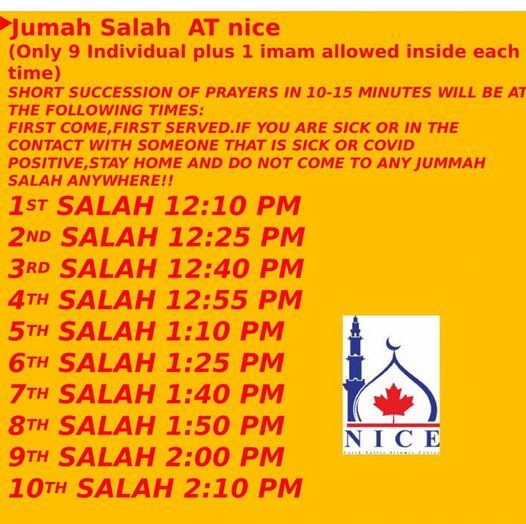 Jumah Salah AT nice
(Only 9 Individual plus 1 imam allowed inside each
time)
SHORT SUCCESSION OF PRAYERS IN 10-15 MINUTES WILL BE AT
THE FOLLOWING TIMES:
FIRST COME,FIRST SERVED.IF YOU ARE SICK OR IN THE
CONTACT WITH SOMEONE THAT IS SICK OR COVID
POSITIVE,STAY HOME AND DO NOT COME TO ANY JUMMAH
SALAH ANYWHERE!!
1ST SALAH 12:10 PM
2ND SALAH 12:25 PM
3RD SALAH 12:40 PM
4TH SALAH 12:55 PM
5TH SALAH 1:10 PM
6TH SALAH 1:25 PM
7TH SALAH 1:40 PM
8TH SALAH 1:50 PM
9TH SALAH 2:00 PM
10TH SALAH 2:10 PM
NICE